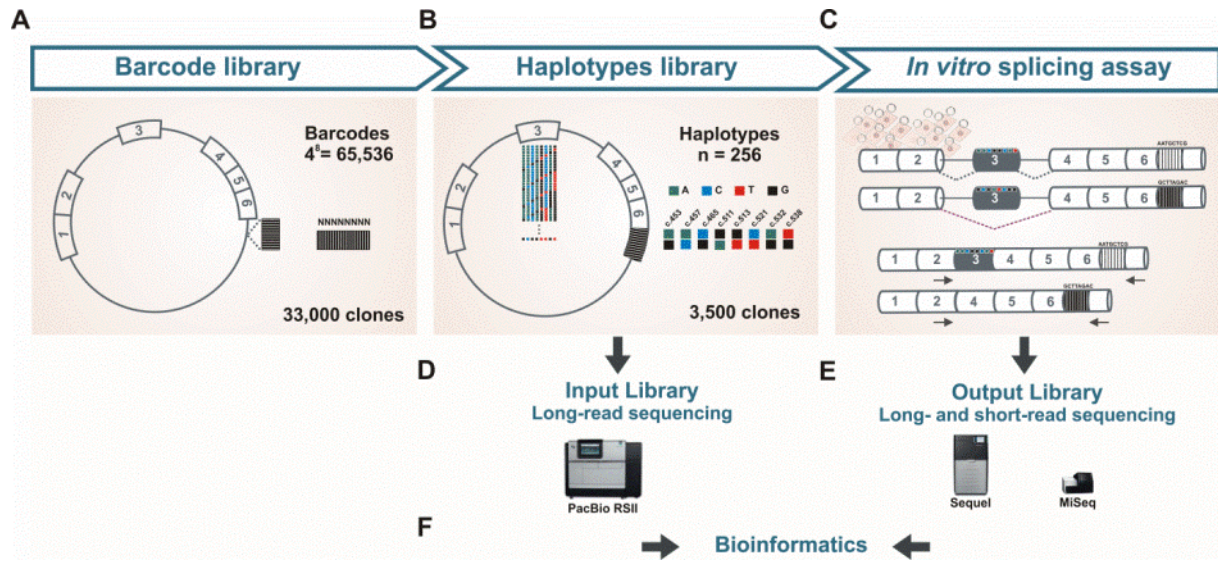 A
Barcode library
B
Haplotypes library
C
In vitro splicing assay
3
4
5
6
2
1
Barcodes
4⁸= 65,536
NNNNNNNN
33,000 clones
3
4
5
6
2
1
Haplotypes
n = 256
A C T G
c.453 c.457 c.465 c.511 c.513 c.521 c.532 c.538
3,500 clones
AATGCTCG
1 2 3 4 5 6
GCTTAGAC
1 2 3 4 5 6
AATGCTCG
1 2 3 4 5 6
GCTTAGAC
1 2 4 5 6
D
Input Library
Long-read sequencing
PacBio RSII
E
Output Library
Long- and short-read sequencing
Sequel
MiSeq
F
Bioinformatics